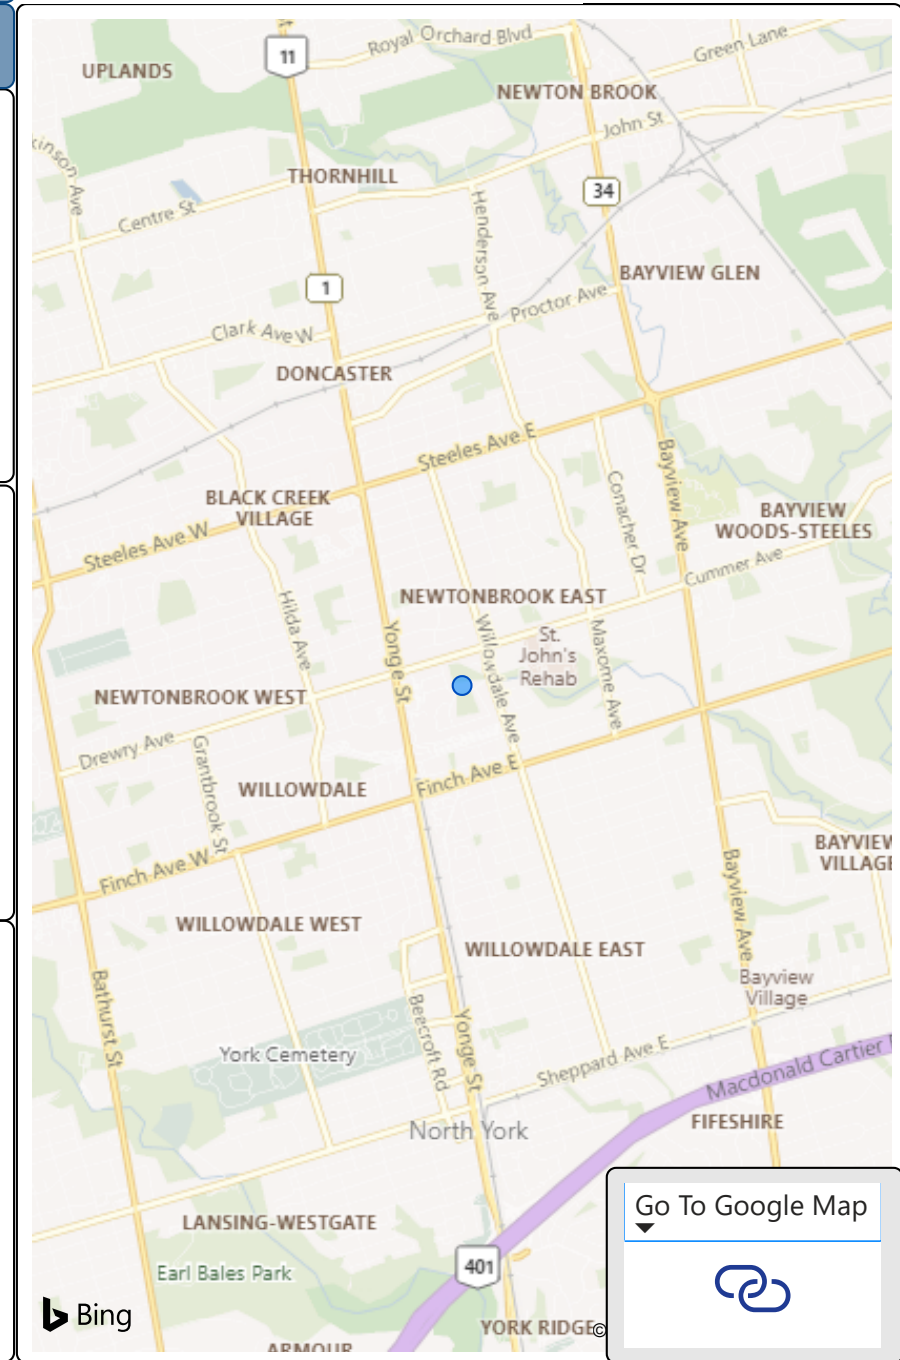 11
Royal Orchard Blvd
Green Lane
UPLANDS
NEWTON BROOK
John St
kinson Ave
THORNHILL
34
Centre St
Henderson Ave
BAYVIEW GLEN
1
Proctor Ave
Clark Ave W
DONCASTER
Steeles Ave E
Bayview Ave
Conacher Dr
BLACK CREEK
VILLAGE
BAYVIEW
WOODS-STEELES
Steeles Ave W
Cummer Ave
Hilda Ave
NEWTONBROOK EAST
Yonge St
Willowdale Ave
St.
John's
Rehab
Maxome Ave
NEWTONBROOK WEST
Drewry Ave
Grantbrook St
WILLOWDALE
Finch Ave E
BAYVIEW
VILLAGE
Finch Ave W
Bayview Ave
WILLOWDALE WEST
WILLOWDALE EAST
Bathurst St
Bayview
Village
Beecroft Rd
Yonge St
York Cemetery
Sheppard Ave E
Macdonald Cartier
North York
FIFESHIRE
Go To Google Map
LANSING-WESTGATE
401
Earl Bales Park
Bing
YORK RIDGE
©
ARMOUR